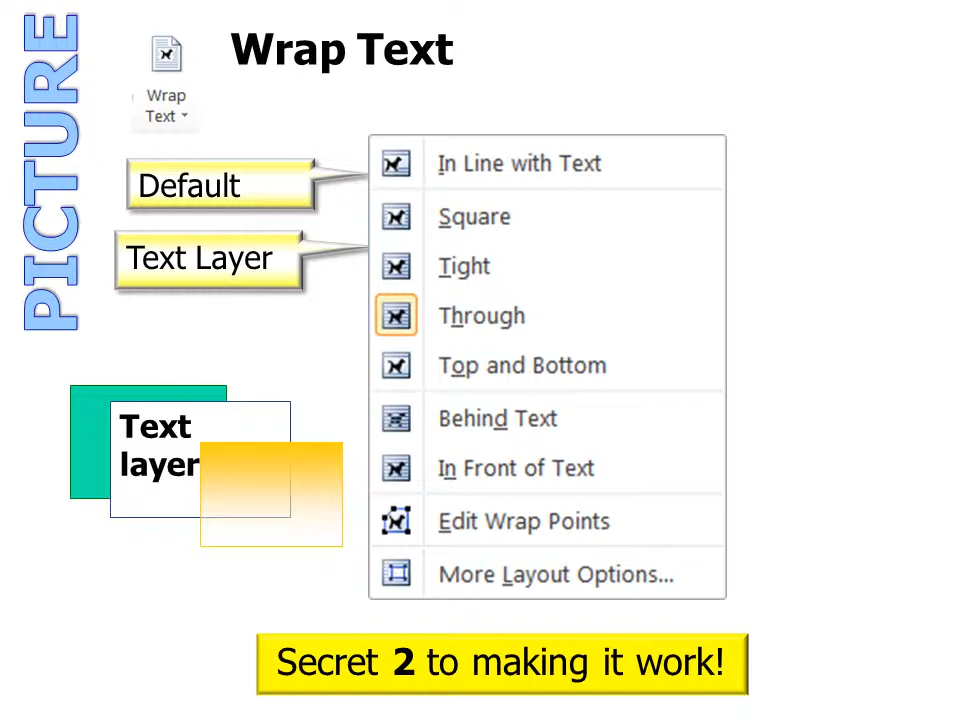 PICTURE
Wrap Text
Wrap
Text
Default
Text Layer
In Line with Text
Square
Tight
Through
Top and Bottom
Behind Text
In Front of Text
Edit Wrap Points
More Layout Options...
Text
layer
Secret 2 to making it work!